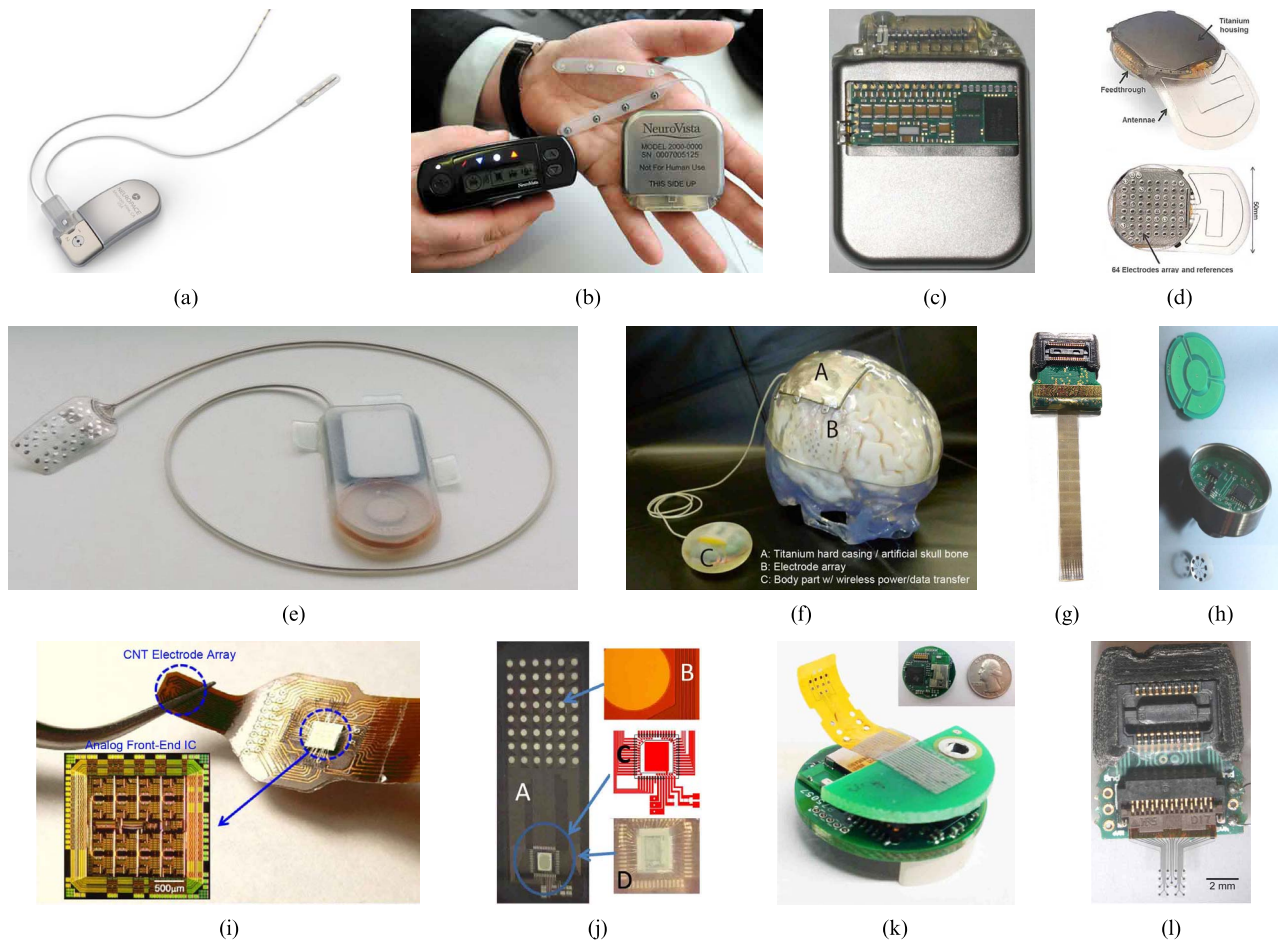 Titanium
housing
Feedthrough
Antennae
50mm
64 Electrodes array and references
NEUROPACE
NeuroVista
MODEL 2000-0000
SN 0007005125
Not For Human Use
THIS SIDE UP
NeuroVista
(a)
(b)
(c)
(d)
A
B
C
A: Titanium hard casing / artificial skull bone
B: Electrode array
C: Body part w/ wireless power/data transfer
(e)
(f)
(g)
(h)
CNT Electrode Array
Analog Front-End IC
500µm
A
B
C
D
2 mm
(i)
(j)
(k)
(l)